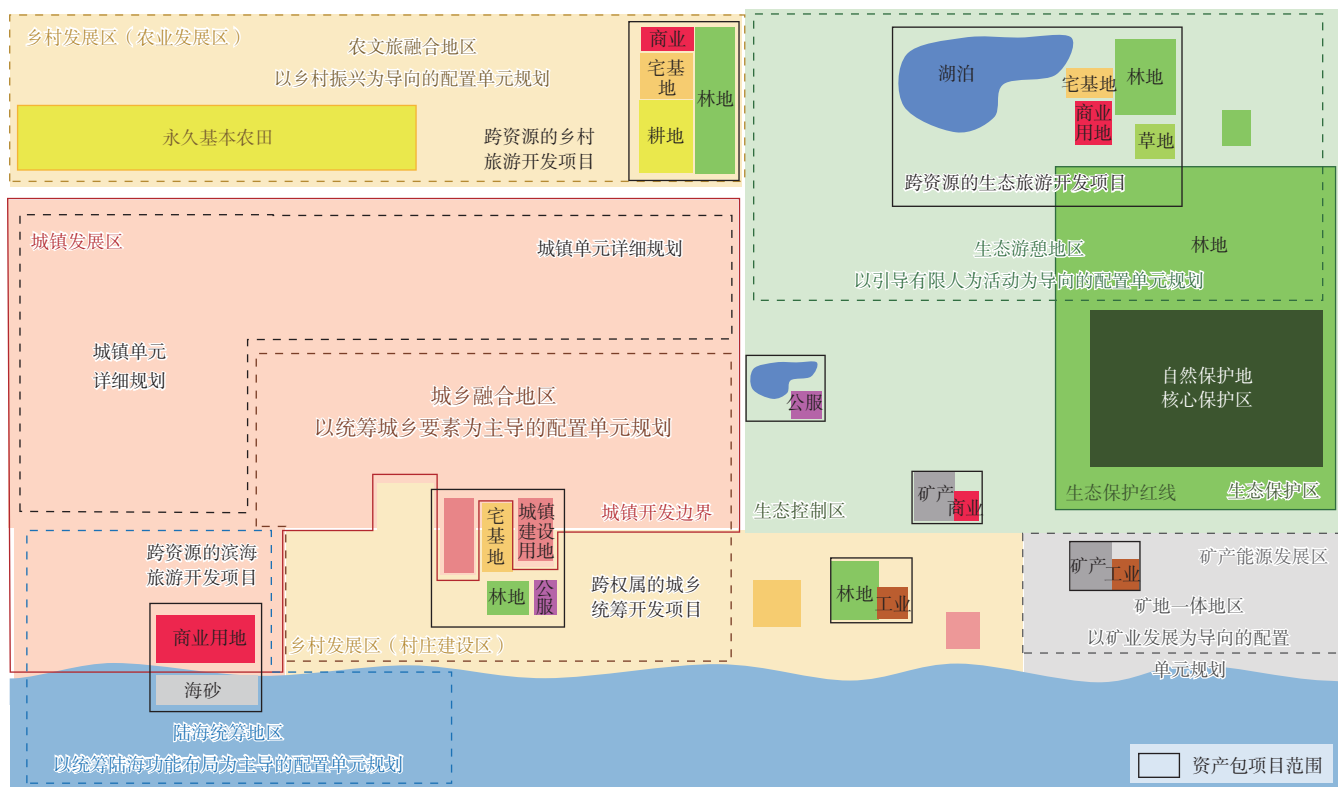 乡村发展区（农业发展区）
农文旅融合地区
以乡村振兴为导向的配置单元规划
永久基本农田
跨资源的乡村
旅游开发项目
商业
宅基
地
耕地
林地
湖泊
宅基地
林地
商业
用地
草地
跨资源的生态旅游开发项目
林地
生态游憩地区
以引导有限人为活动为导向的配置单元规划
城镇发展区
城镇单元详细规划
城镇单元
详细规划
城乡融合地区
以统筹城乡要素为主导的配置单元规划
公服
自然保护地
核心保护区
生态保护红线
生态保护区
矿产
商业
生态控制区
城镇开发边界
宅
基
地
城镇
建设
用地
林地
公
服
跨权属的城乡
统筹开发项目
乡村发展区（村庄建设区）
林地
工业
矿产
工业
矿产能源发展区
矿地一体地区
以矿业发展为导向的配置
单元规划
跨资源的滨海
旅游开发项目
商业用地
海砂
陆海统筹地区
以统筹陆海功能布局为主导的配置单元规划
资产包项目范围